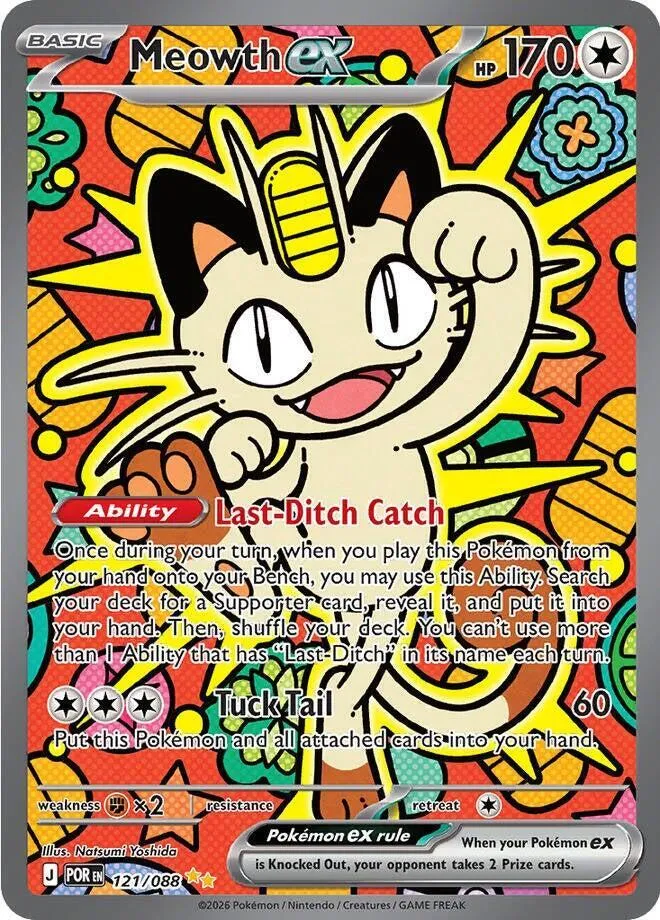 BASIC Meowth ex HP 170
Ability Last-Ditch Catch
Once during your turn, when you play this Pokémon from
your hand onto your Bench, you may use this Ability. Search
your deck for a Supporter card, reveal it, and put it into
your hand. Then, shuffle your deck. You can't use more
than 1 Ability that has “Last-Ditch” in its name each turn.
Tuck Tail 60
Put this Pokémon and all attached cards into your hand.
weakness ×2 resistance retreat
Illus. Natsumi Yoshida
Pokémon ex rule When your Pokémon ex
is Knocked Out, your opponent takes 2 Prize cards.
J POR EN 121/088
©2026 Pokémon / Nintendo / Creatures / GAME FREAK